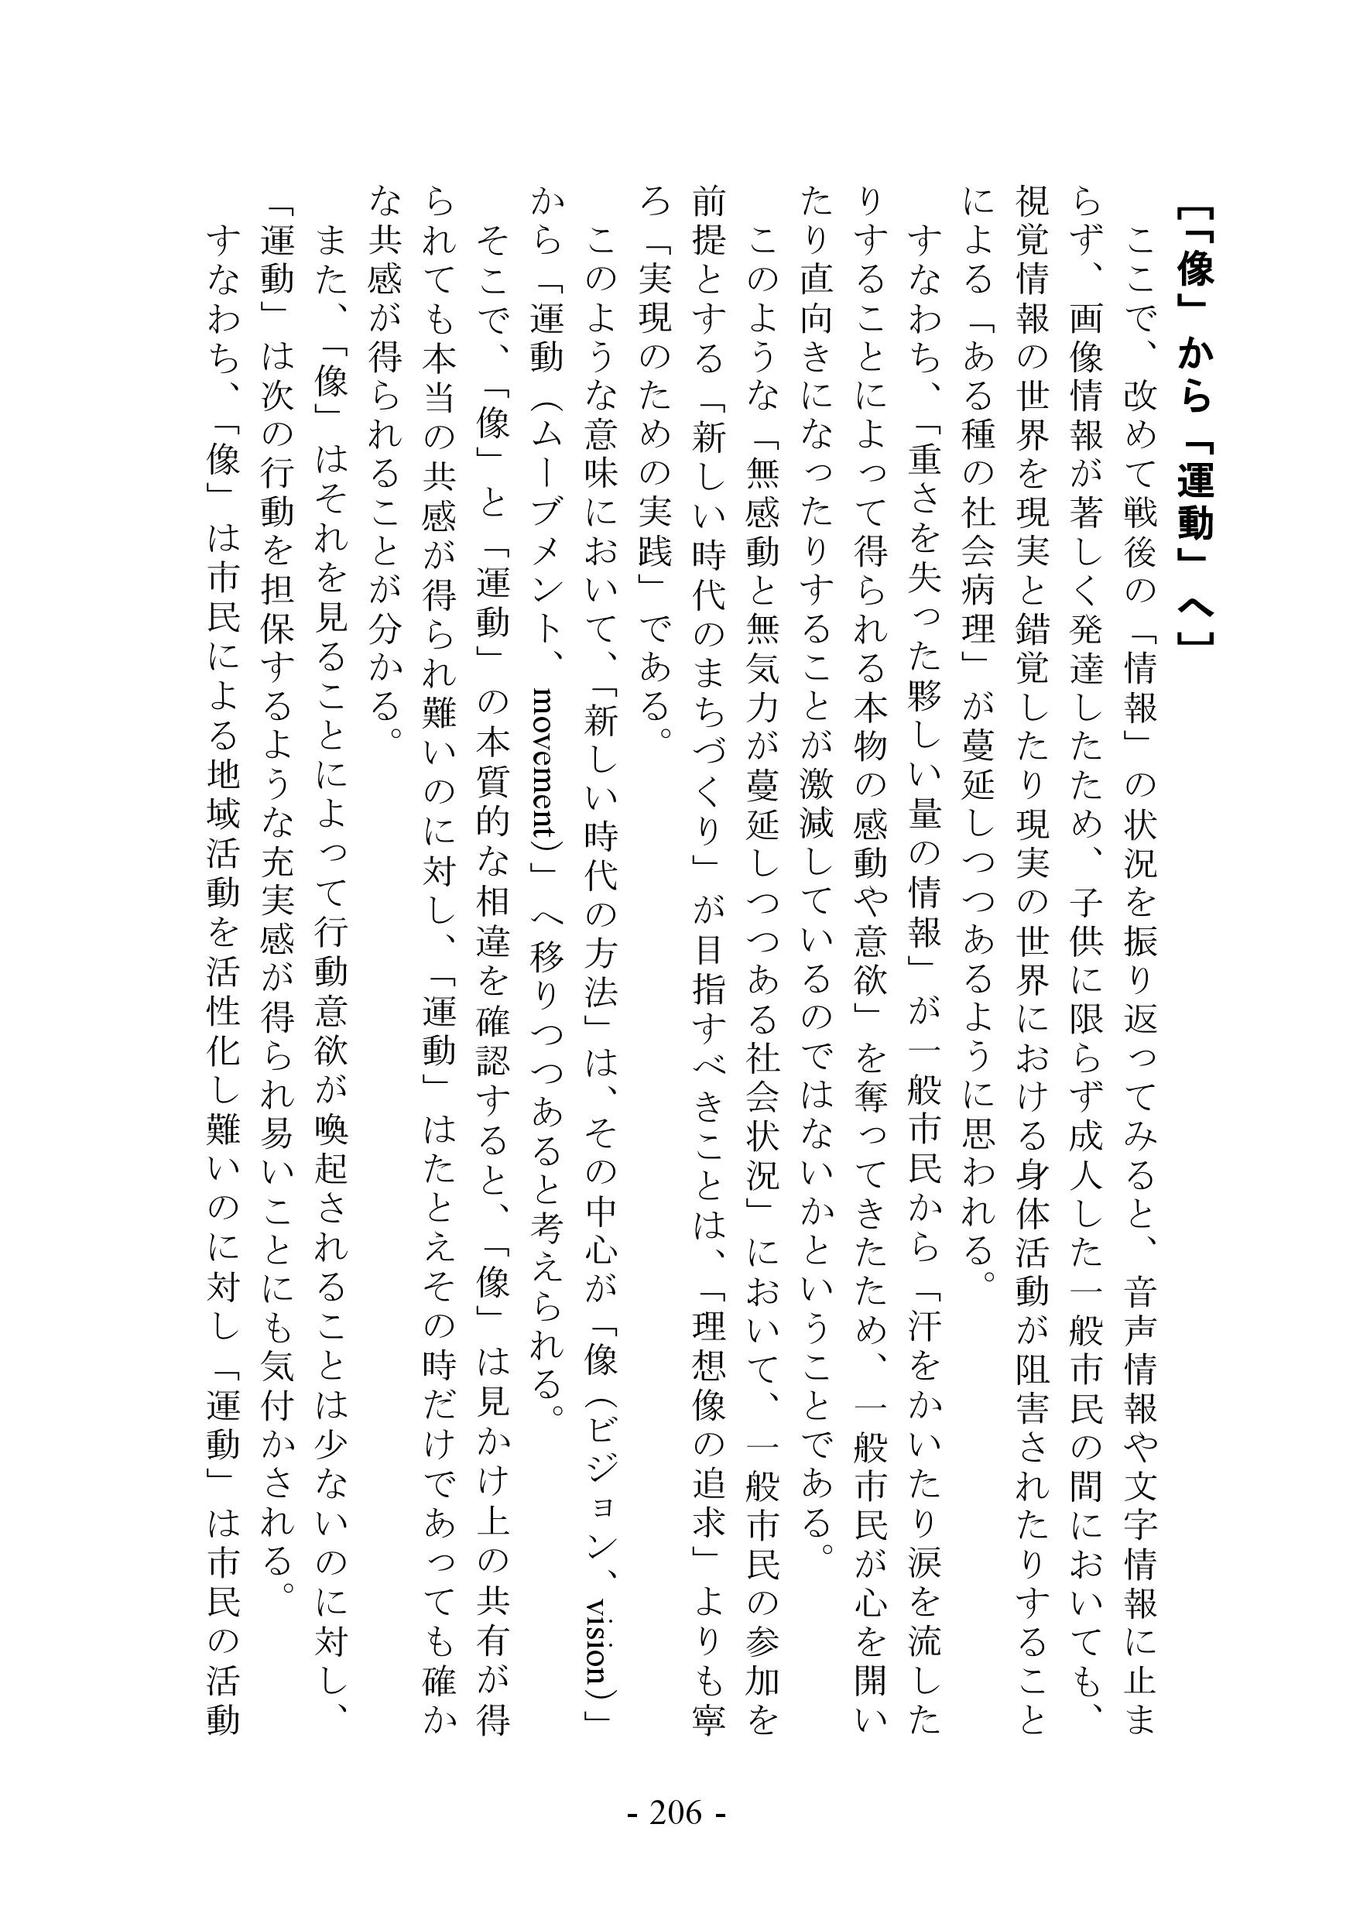 ［「像」から「運動」へ］
ここで、改めて戦後の「情報」の状況を振り返ってみると、音声情報や文字情報に止ま
らず、画像情報が著しく発達したため、子供に限らず成人した一般市民の間においても、
視覚情報の世界を現実と錯覚したり現実の世界における身体活動が阻害されたりすること
による「ある種の社会病理」が蔓延しつつあるように思われる。
すなわち、「重さを失った夥しい量の情報」が一般市民から「汗をかいたり涙を流した
りすることによって得られる本物の感動や意欲」を奪ってきたため、一般市民が心を開い
たり直向きになったりすることが激減しているのではないかということである。
このような「無感動と無気力が蔓延しつつある社会状況」において、一般市民の参加を
前提とする「新しい時代のまちづくり」が目指すべきことは、「理想像の追求」よりも寧
ろ「実現のための実践」である。
このような意味において、「新しい時代の方法」は、その中心が「像（ビジョン、vision）」
から「運動（ムーブメント、movement）」へ移りつつあると考えられる。
そこで、「像」と「運動」の本質的な相違を確認すると、「像」は見かけ上の共有が得
られても本当の共感が得られ難いのに対し、「運動」はたとえその時だけであっても確か
な共感が得られることが分かる。
また、「像」はそれを見ることによって行動意欲が喚起されることは少ないのに対し、
「運動」は次の行動を担保するような充実感が得られ易いことにも気付かされる。
すなわち、「像」は市民による地域活動を活性化し難いのに対し「運動」は市民の活動
- 206 -